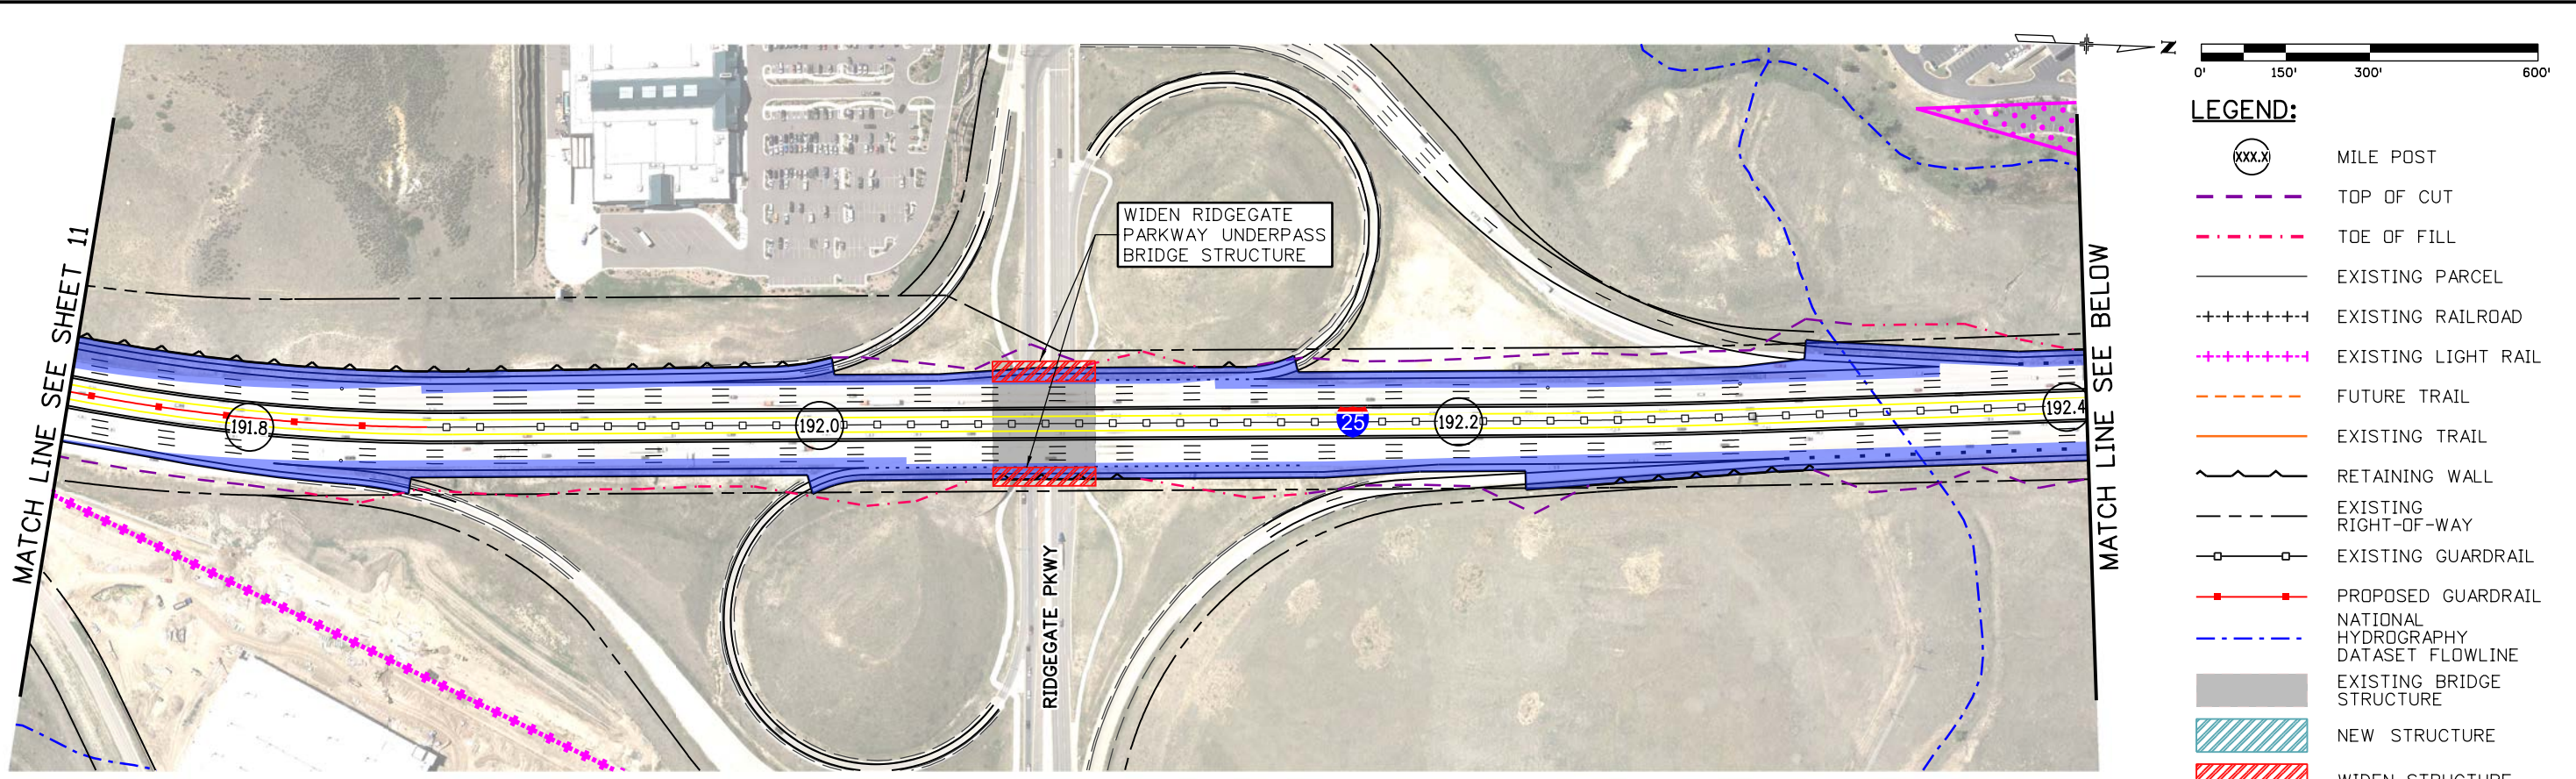 MATCH LINE SEE SHEET 11
WIDEN RIDGEGATE
PARKWAY UNDERPASS
BRIDGE STRUCTURE
191.8
192.0
25
192.2
192.4
RIDGEGATE PKWY
MATCH LINE SEE BELOW
N
0' 150' 300' 600'
LEGEND:
XXX.X MILE POST
TOP OF CUT
TOE OF FILL
EXISTING PARCEL
EXISTING RAILROAD
EXISTING LIGHT RAIL
FUTURE TRAIL
EXISTING TRAIL
RETAINING WALL
EXISTING
RIGHT-OF-WAY
EXISTING GUARDRAIL
PROPOSED GUARDRAIL
NATIONAL
HYDROGRAPHY
DATASET FLOWLINE
EXISTING BRIDGE
STRUCTURE
NEW STRUCTURE
WIDEN STRUCTURE